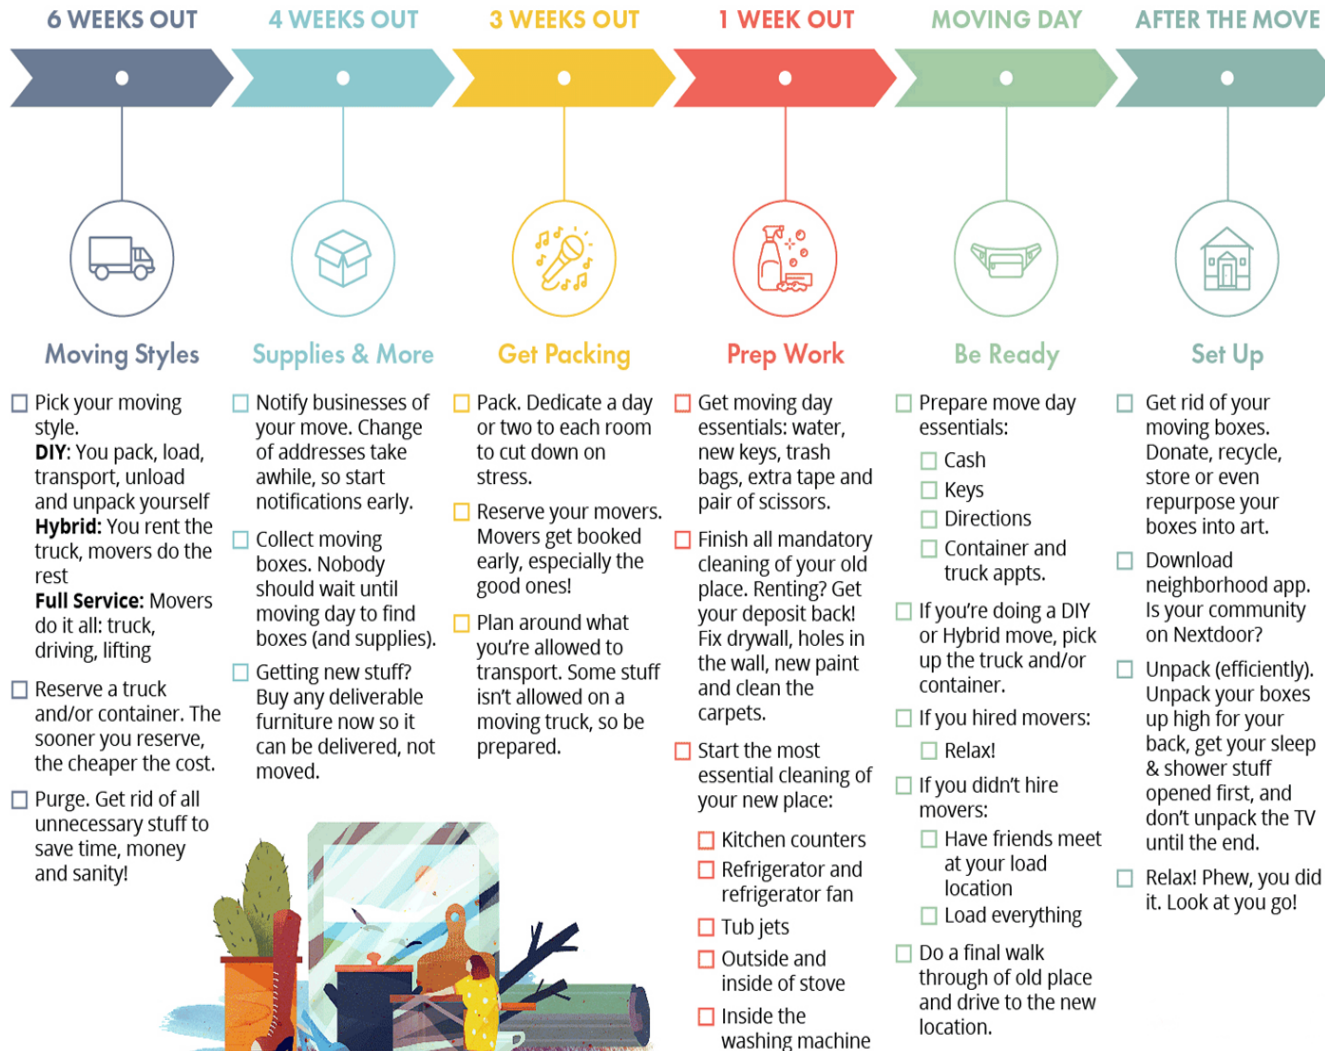 6 WEEKS OUT
4 WEEKS OUT
3 WEEKS OUT
1 WEEK OUT
MOVING DAY
AFTER THE MOVE
Moving Styles
Pick your moving
style.
DIY: You pack, load,
transport, unload
and unpack yourself
Hybrid: You rent the
truck, movers do the
rest
Full Service: Movers
do it all: truck,
driving, lifting
Reserve a truck
and/or container. The
sooner you reserve,
the cheaper the cost.
Purge. Get rid of all
unnecessary stuff to
save time, money
and sanity!
Supplies & More
Notify businesses of
your move. Change
of addresses take
awhile, so start
notifications early.
Collect moving
boxes. Nobody
should wait until
moving day to find
boxes (and supplies).
Getting new stuff?
Buy any deliverable
furniture now so it
can be delivered, not
moved.
Get Packing
Pack. Dedicate a day
or two to each room
to cut down on
stress.
Reserve your movers.
Movers get booked
early, especially the
good ones!
Plan around what
you're allowed to
transport. Some stuff
isn't allowed on a
moving truck, so be
prepared.
Prep Work
Get moving day
essentials: water,
new keys, trash
bags, extra tape and
pair of scissors.
Finish all mandatory
cleaning of your old
place. Renting? Get
your deposit back!
Fix drywall, holes in
the wall, new paint
and clean the
carpets.
Start the most
essential cleaning of
your new place:
Kitchen counters
Refrigerator and
refrigerator fan
Tub jets
Outside and
inside of stove
Inside the
washing machine
Be Ready
Prepare move day
essentials:
Cash
Keys
Directions
Container and
truck appts.
If you're doing a DIY
or Hybrid move, pick
up the truck and/or
container.
If you hired movers:
Relax!
If you didn't hire
movers:
Have friends meet
at your load
location
Load everything
Do a final walk
through of old place
and drive to the new
location.
Set Up
Get rid of your
moving boxes.
Donate, recycle,
store or even
repurpose your
boxes into art.
Download
neighborhood app.
Is your community
on Nextdoor?
Unpack (efficiently).
Unpack your boxes
up high for your
back, get your sleep
& shower stuff
opened first, and
don't unpack the TV
until the end.
Relax! Phew, you did
it. Look at you go!